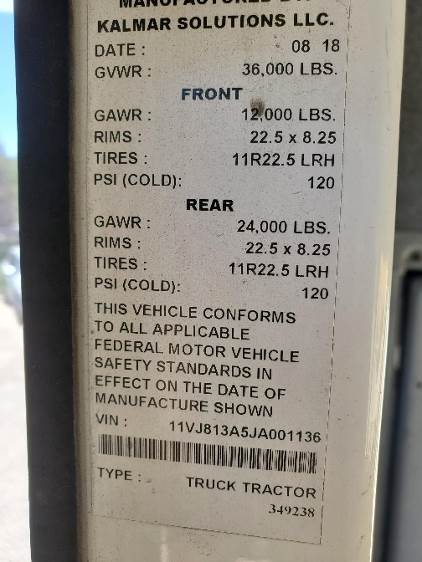 MANUFACTURED BY:
KALMAR SOLUTIONS LLC.
DATE : 08 18
GVWR : 36,000 LBS.
FRONT
GAWR : 12,000 LBS.
RIMS : 22.5 x 8.25
TIRES : 11R22.5 LRH
PSI (COLD): 120
REAR
GAWR : 24,000 LBS.
RIMS : 22.5 x 8.25
TIRES : 11R22.5 LRH
PSI (COLD): 120
THIS VEHICLE CONFORMS
TO ALL APPLICABLE
FEDERAL MOTOR VEHICLE
SAFETY STANDARDS IN
EFFECT ON THE DATE OF
MANUFACTURE SHOWN
VIN : 11VJ813A5JA001136
TYPE : TRUCK TRACTOR
349238